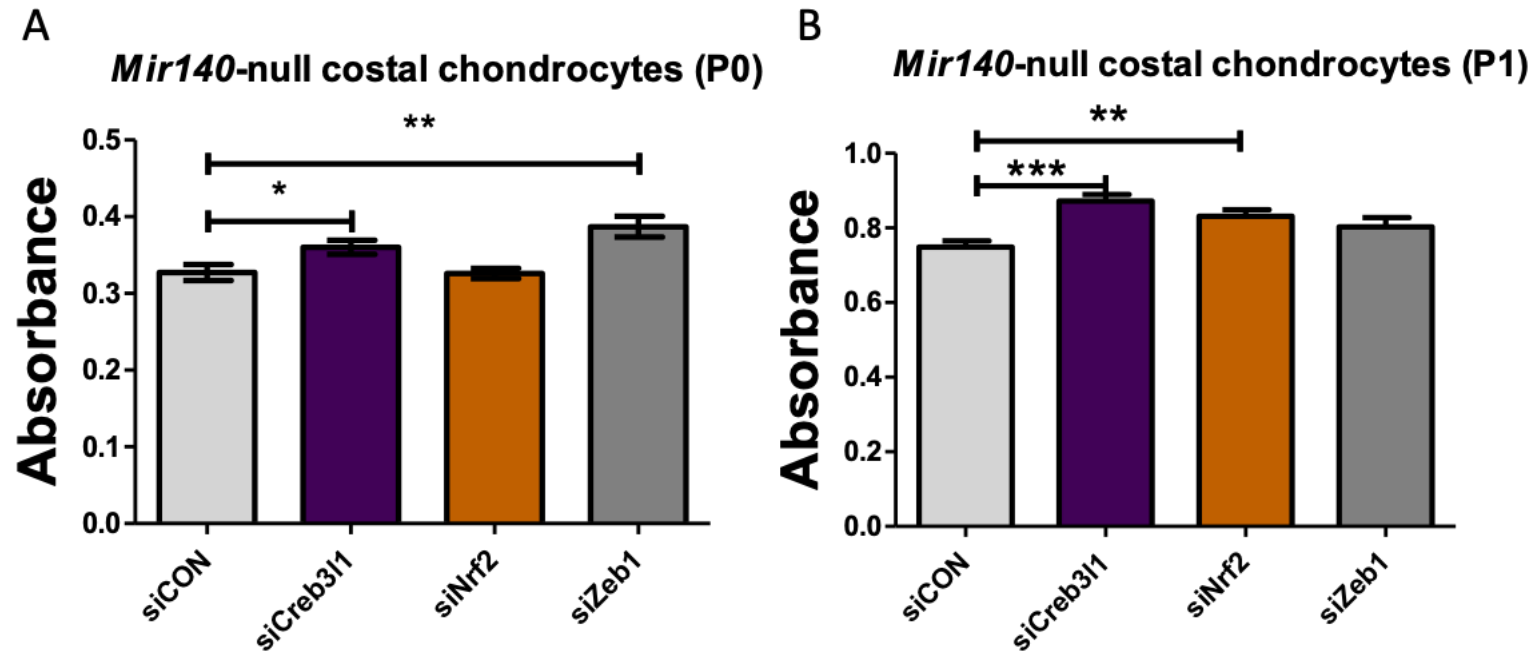 A
Mir140-null costal chondrocytes (P0)
**
*
Absorbance
0.5
0.4
0.3
0.2
0.1
0.0
siCON
siCreb3l1
siNrf2
siZeb1
B
Mir140-null costal chondrocytes (P1)
**
***
Absorbance
1.0
0.8
0.6
0.4
0.2
0.0
siCON
siCreb3l1
siNrf2
siZeb1